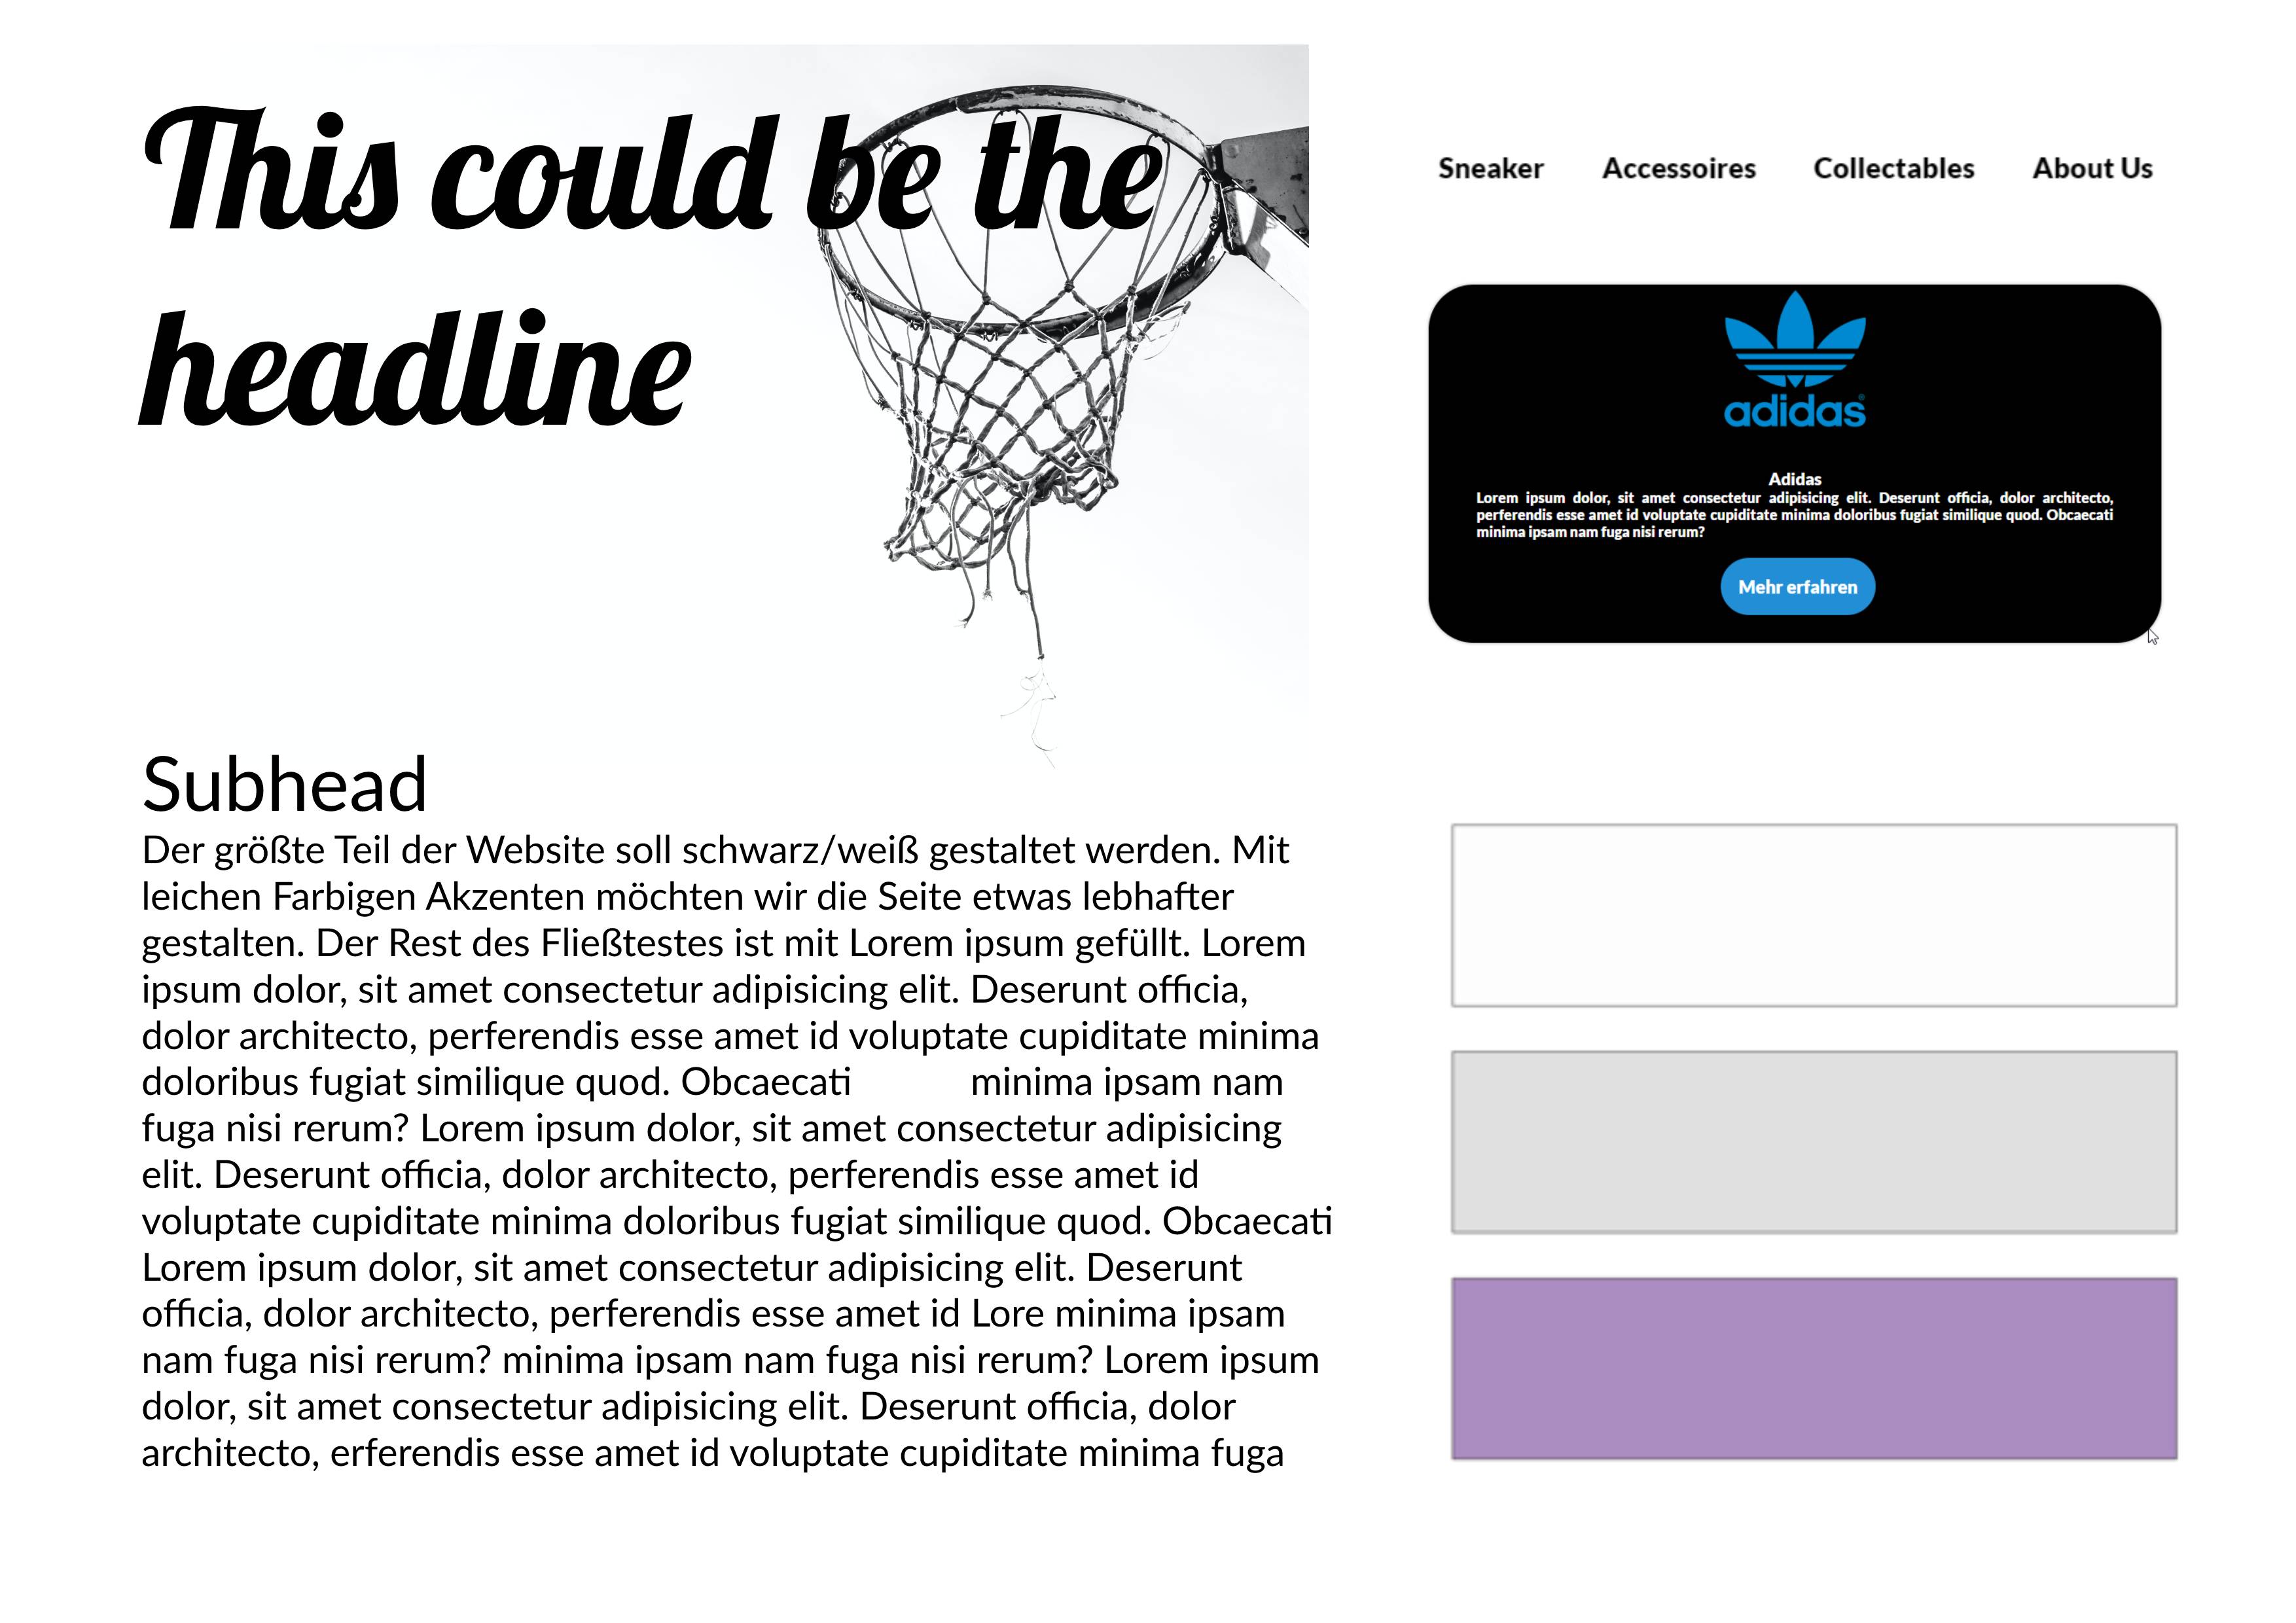 This could be the
headline
Sneaker Accessoires Collectables About Us
adidas®
Adidas
Lorem ipsum dolor, sit amet consectetur adipisicing elit. Deserunt officia, dolor architecto,
perferendis esse amet id voluptate cupiditate minima doloribus fugiat similique quod. Obcaecati
minima ipsam nam fuga nisi rerum?
Mehr erfahren
Subhead
Der größte Teil der Website soll schwarz/weiß gestaltet werden. Mit
leichen Farbigen Akzenten möchten wir die Seite etwas lebhafter
gestalten. Der Rest des Fließtestes ist mit Lorem ipsum gefüllt. Lorem
ipsum dolor, sit amet consectetur adipisicing elit. Deserunt officia,
dolor architecto, perferendis esse amet id voluptate cupiditate minima
doloribus fugiat similique quod. Obcaecati minima ipsam nam
fuga nisi rerum? Lorem ipsum dolor, sit amet consectetur adipisicing
elit. Deserunt officia, dolor architecto, perferendis esse amet id
voluptate cupiditate minima doloribus fugiat similique quod. Obcaecati
Lorem ipsum dolor, sit amet consectetur adipisicing elit. Deserunt
officia, dolor architecto, perferendis esse amet id Lore minima ipsam
nam fuga nisi rerum? minima ipsam nam fuga nisi rerum? Lorem ipsum
dolor, sit amet consectetur adipisicing elit. Deserunt officia, dolor
architecto, erferendis esse amet id voluptate cupiditate minima fuga